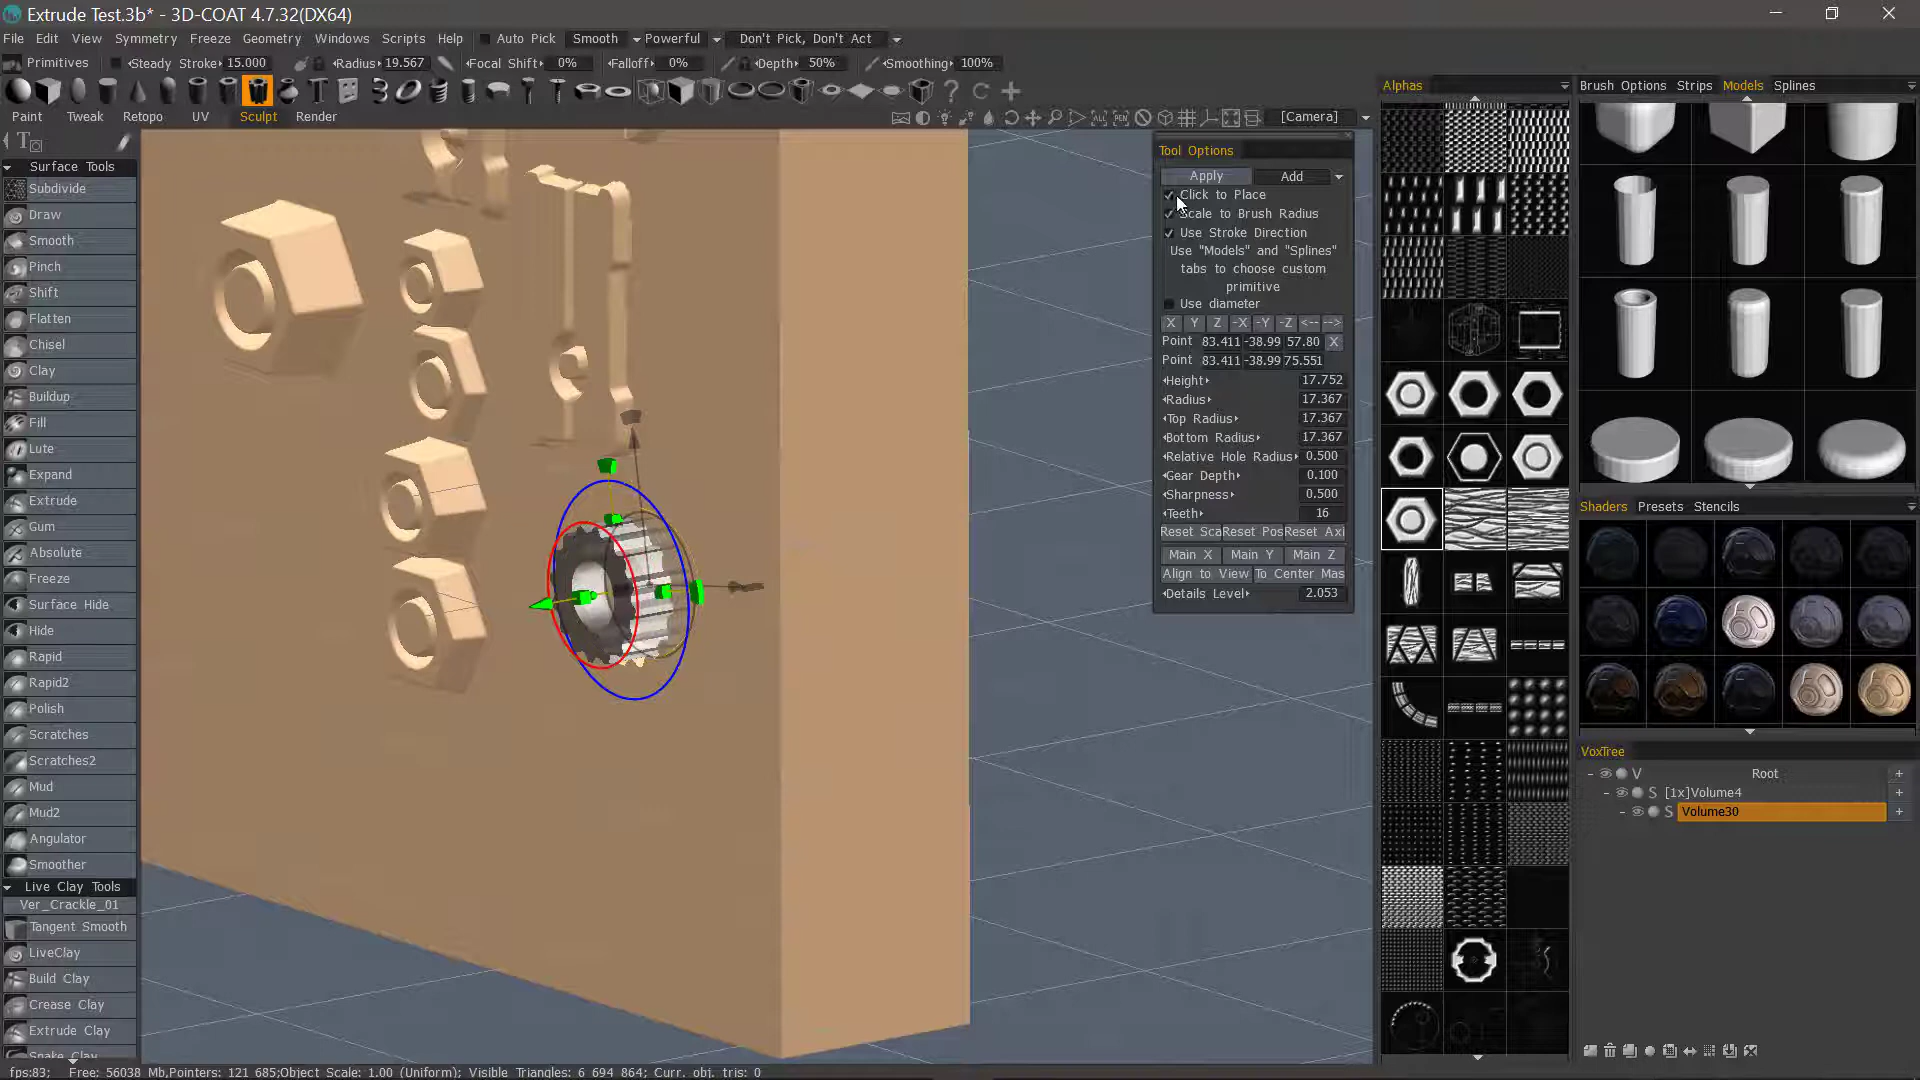 Extrude Test.3b* - 3D-COAT 4.7.32(DX64)
File Edit View Symmetry Freeze Geometry Windows Scripts Help Auto Pick Smooth Powerful Don't Pick, Don't Act
Primitives Steady Stroke 15.000 Radius 19.567 Focal Shift 0% Falloff 0% Depth 50% Smoothing 100%
Paint Tweak Retopo UV Sculpt Render
[Camera]
Surface Tools
Subdivide
Draw
Smooth
Pinch
Shift
Flatten
Chisel
Clay
Buildup
Fill
Lute
Expand
Extrude
Gum
Absolute
Freeze
Surface Hide
Hide
Rapid
Rapid2
Polish
Scratches
Scratches2
Mud
Mud2
Angulator
Smoother
Live Clay Tools
Ver_Crackle_01
Tangent Smooth
LiveClay
Build Clay
Crease Clay
Extrude Clay
Snake Clay
Tool Options
Apply Add
Click to Place
Scale to Brush Radius
Use Stroke Direction
Use "Models" and "Splines"
tabs to choose custom
primitive
Use diameter
X Y Z -X -Y -Z <-- -->
Point 83.411 -38.99 57.80 X
Point 83.411 -38.99 75.551
Height 17.752
Radius 17.367
Top Radius 17.367
Bottom Radius 17.367
Relative Hole Radius 0.500
Gear Depth 0.100
Sharpness 0.500
Teeth 16
Reset Sca Reset Pos Reset Axi
Main X Main Y Main Z
Align to View To Center Mas
Details Level 2.053
Alphas
Brush Options Strips Models Splines
Shaders Presets Stencils
VoxTree
V Root +
S [1x]Volume4 +
S Volume30 +
fps:83; Free: 56038 Mb,Pointers: 121 685;Object Scale: 1.00 (Uniform); Visible Triangles: 6 694 864; Curr. obj. tris: 0